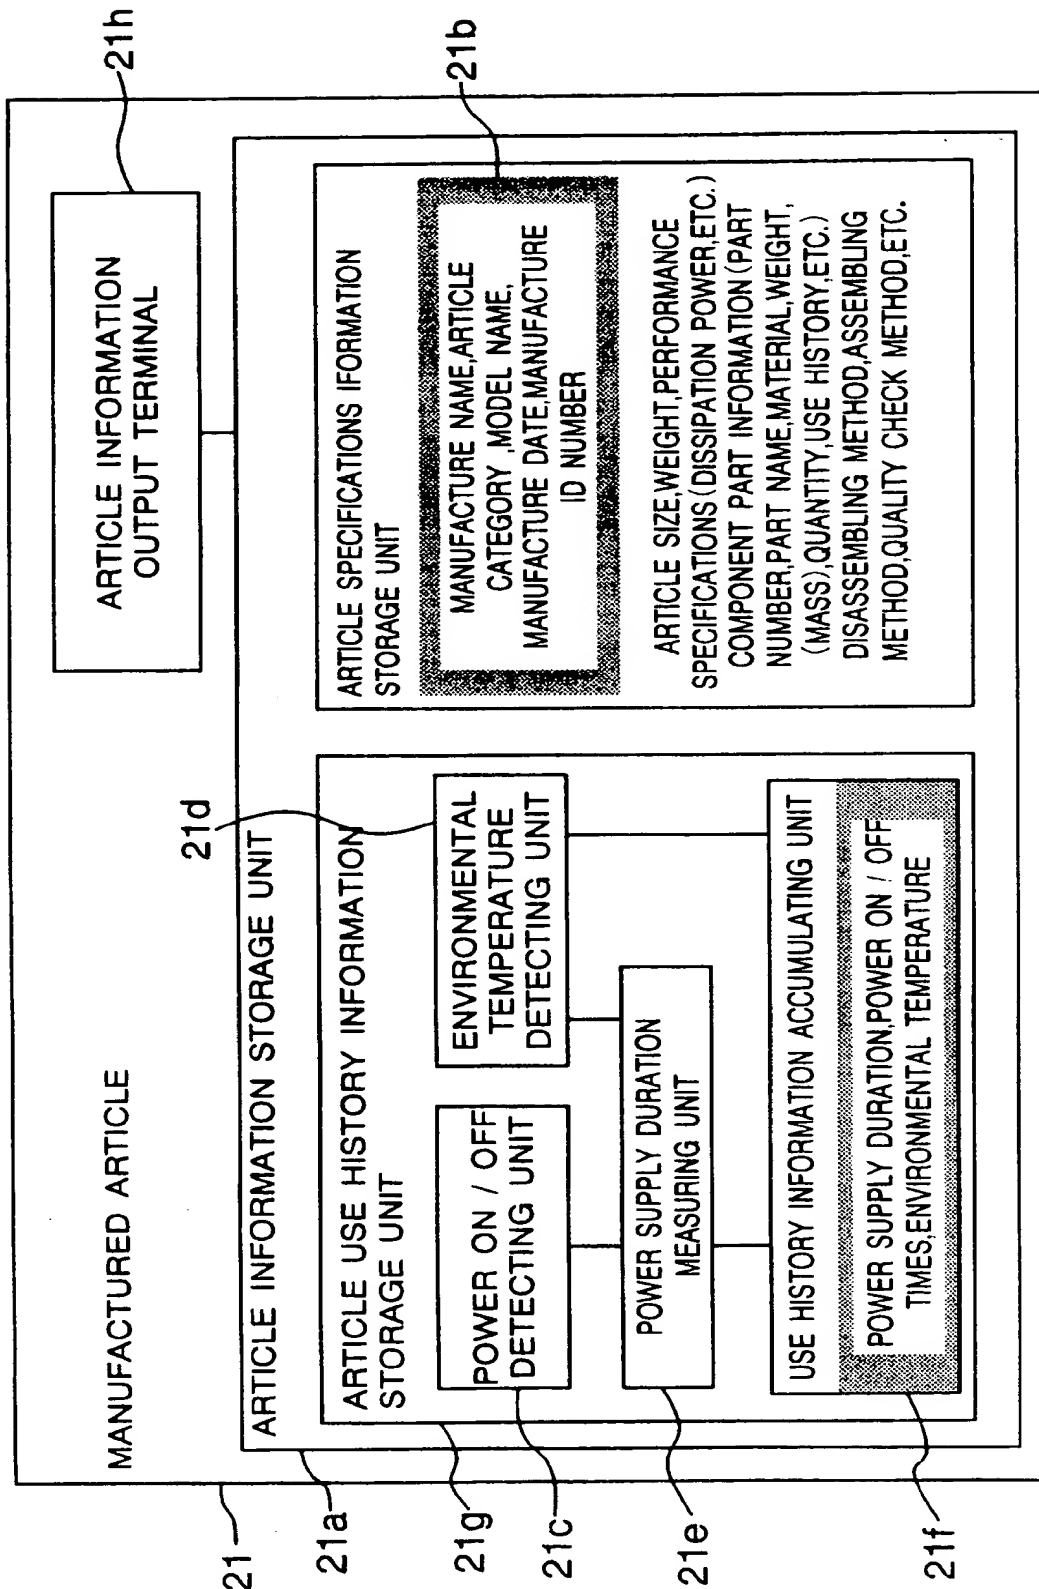 MANUFACTURED ARTICLE
ARTICLE INFORMATION
OUTPUT TERMINAL
21h
21
21a
ARTICLE INFORMATION STORAGE UNIT
21g
ARTICLE USE HISTORY INFORMATION
STORAGE UNIT
21d
21c
POWER ON / OFF
DETECTING UNIT
ENVIRONMENTAL
TEMPERATURE
DETECTING UNIT
21e
POWER SUPPLY DURATION
MEASURING UNIT
USE HISTORY INFORMATION ACCUMULATING UNIT
21f
POWER SUPPLY DURATION,POWER ON / OFF
TIMES,ENVIRONMENTAL TEMPERATURE
ARTICLE SPECIFICATIONS IFORMATION
STORAGE UNIT
21b
MANUFACTURE NAME,ARTICLE
CATEGORY ,MODEL NAME,
MANUFACTURE DATE,MANUFACTURE
ID NUMBER
ARTICLE SIZE,WEIGHT,PERFORMANCE
SPECIFICATIONS(DISSIPATION POWER,ETC.)
COMPONENT PART INFORMATION(PART
NUMBER,PART NAME,MATERIAL,WEIGHT,
(MASS),QUANTITY,USE HISTORY,ETC.)
DISASSEMBLING METHOD,ASSEMBLING
METHOD,QUALITY CHECK METHOD,ETC.